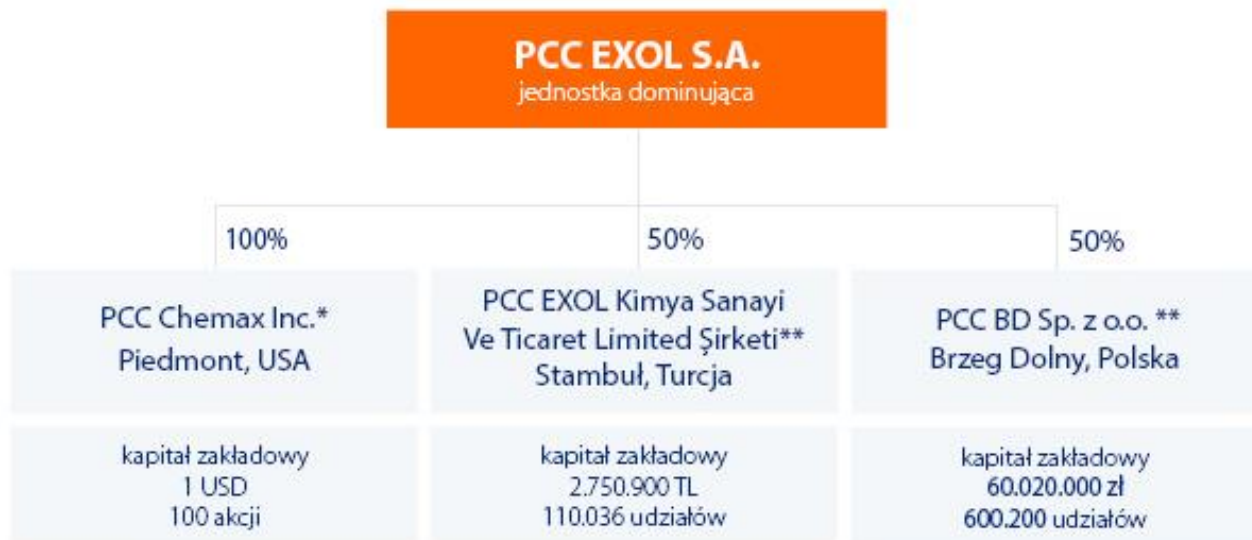 PCC EXOL S.A.
jednostka dominująca
100%
50%
50%
PCC Chemax Inc.*
Piedmont, USA
PCC EXOL Kimya Sanayi
Ve Ticaret Limited Şirketi**
Stambuł, Turcja
PCC BD Sp. z o.o. **
Brzeg Dolny, Polska
kapitał zakładowy
1 USD
100 akcji
kapitał zakładowy
2.750.900 TL
110.036 udziałów
kapitał zakładowy
60.020.000 zł
600.200 udziałów